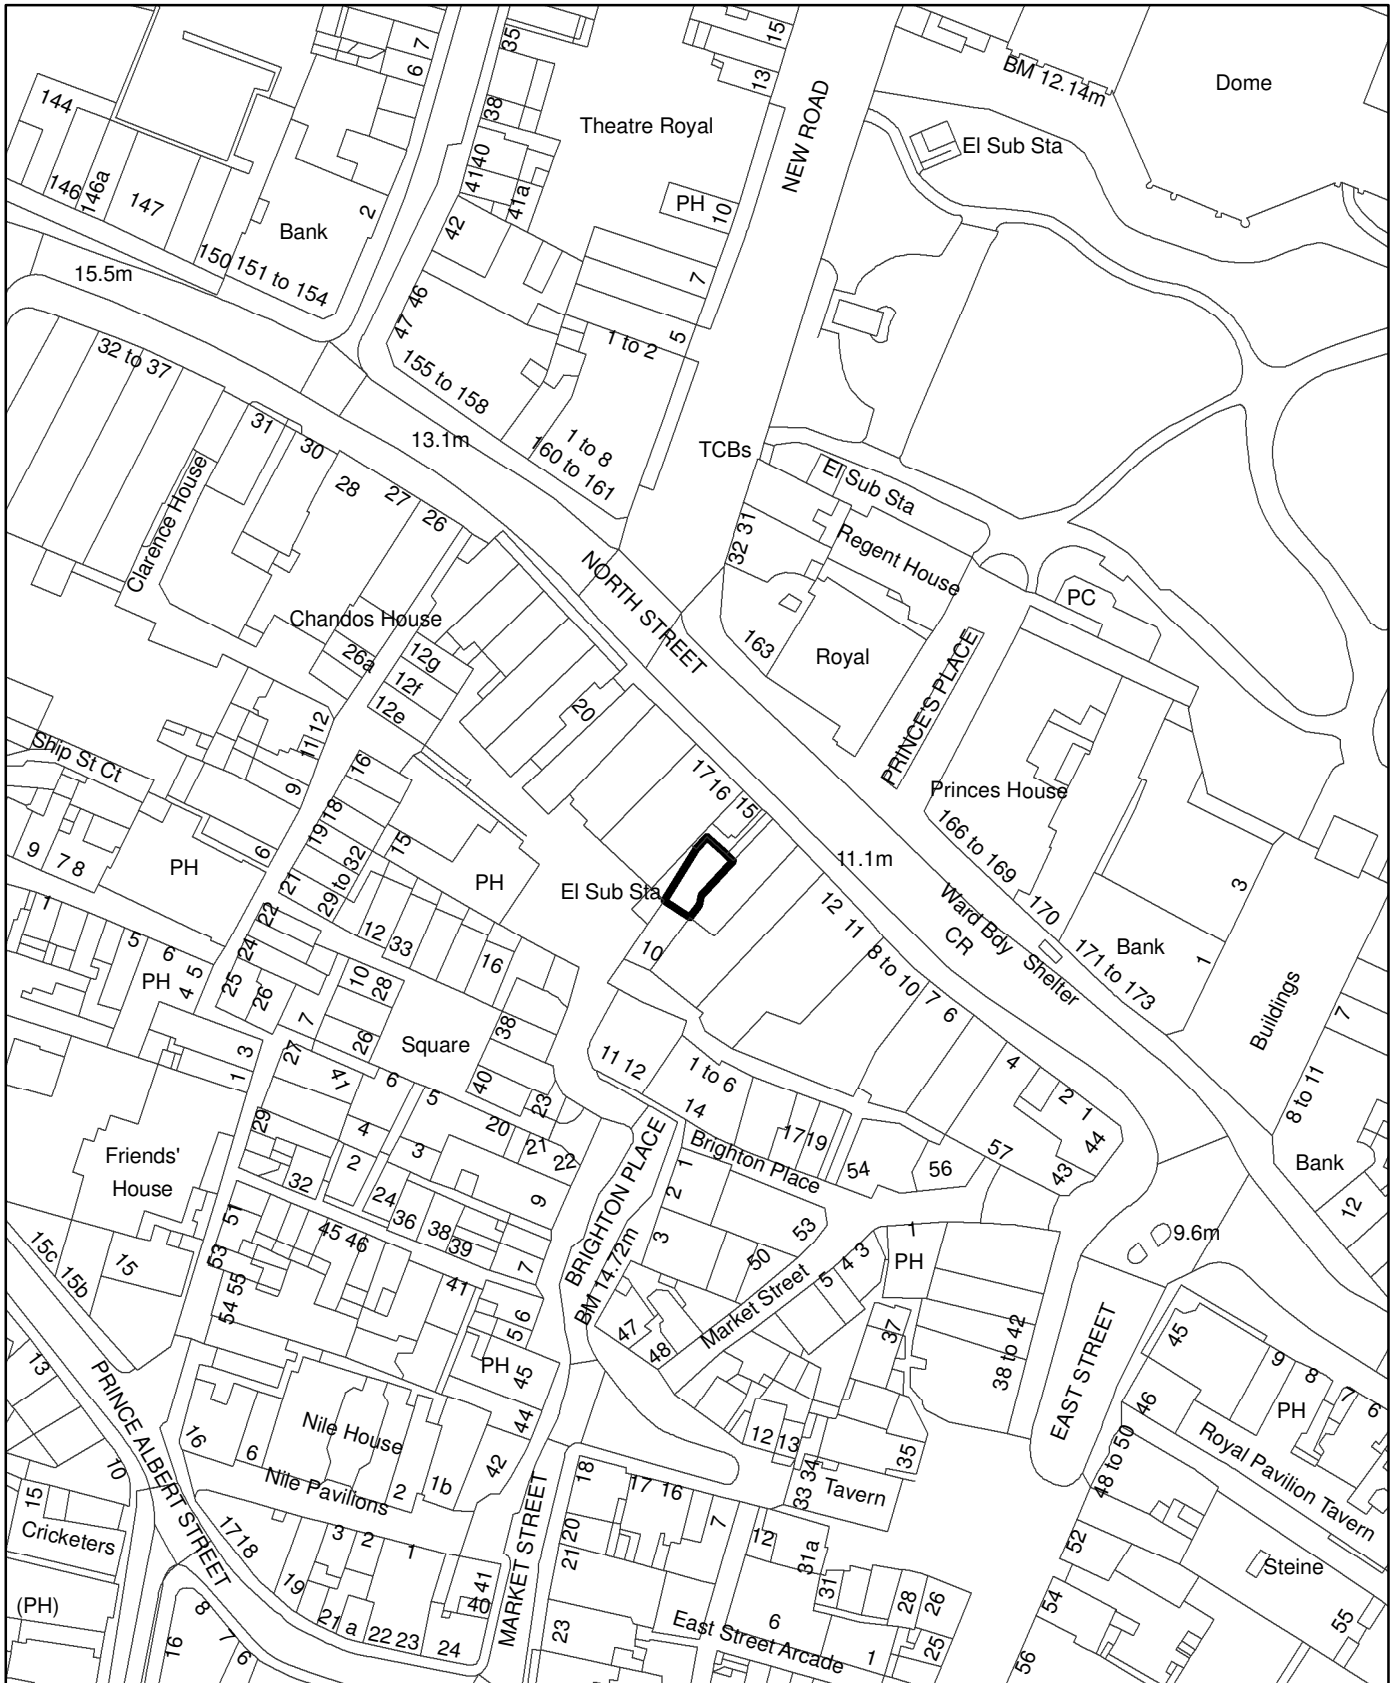 7
6
35
15
13
BM 12.14m
Dome
144
38
Theatre Royal
NEW ROAD
El Sub Sta
146
146a
147
2
Bank
40
41
41a
42
PH
10
150
151 to 154
15.5m
7
46
47
5
1 to 2
32 to 37
155 to 158
31
30
13.1m
1 to 8
160 to 161
TCBs
28
27
26
El Sub Sta
Clarence House
31
32
Regent House
NORTH STREET
PC
Chandos House
26a
12g
12f
12e
163
Royal
PRINCE'S PLACE
20
11 12
Ship St Ct
16
9
17
16
15
Princes House
166 to 169
18
19
15
9
7 8
PH
6
29 to 32
21
PH
El Sub Sta
11.1m
3
1
22
12
33
12
11
8 to 10
Ward Bdy
CR
Shelter
170
Bank
171 to 173
1
5
6
PH
5
4
24
25
26
10
28
16
10
7
6
Buildings
7
3
1
7
27
26
Square
38
11 12
1 to 6
14
4
2
1
44
41
6
40
23
8 to 11
29
4
5
20
21
22
17
19
Friends'
House
2
3
BRIGHTON PLACE
1
2
Brighton Place
54
56
57
43
Bank
12
32
24
36
38
39
9
51
45 46
53
1
9.6m
15c
15b
15
53
55
54
41
7
BM 14.72m
3
50
PH
5 4 3
Market Street
6
5
47
48
37
38 to 42
EAST STREET
45
13
PRINCE ALBERT STREET
PH
45
9
8
PH
7
6
46
Nile House
44
16
6
Nile Pavilions
2
1b
42
12
13
35
Royal Pavilion Tavern
10
18
17
16
34
33
Tavern
48 to 50
15
Cricketers
MARKET STREET
7
1718
3
2
1
20
21
12
31a
52
Steine
19
41
40
31
28
26
54
(PH)
21
a
22
23
24
23
East Street Arcade
6
1
25
55
8
7
6
16
56